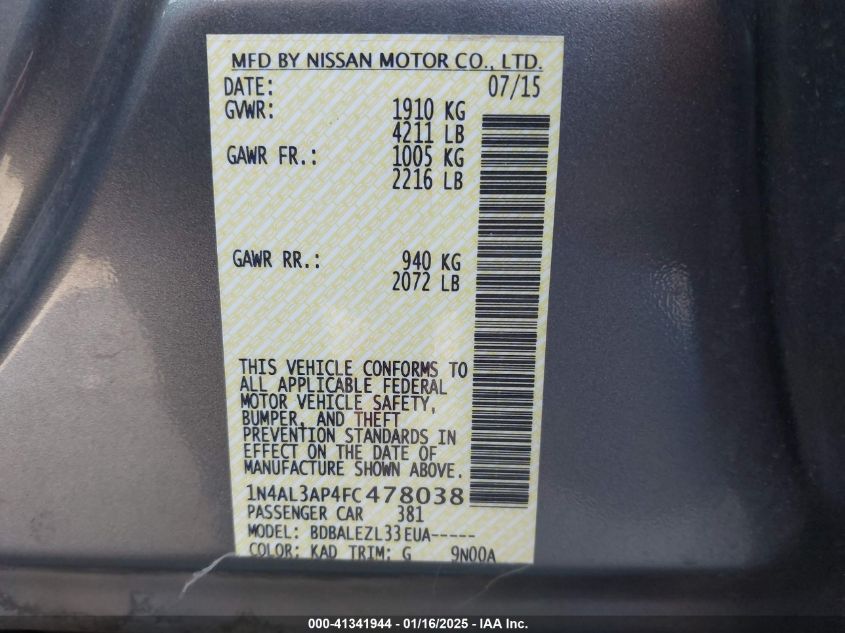 MFD BY NISSAN MOTOR CO., LTD.
DATE: 07/15
GVWR: 1910 KG
4211 LB
GAWR FR.: 1005 KG
2216 LB
GAWR RR.: 940 KG
2072 LB
THIS VEHICLE CONFORMS TO
ALL APPLICABLE FEDERAL
MOTOR VEHICLE SAFETY,
BUMPER, AND THEFT
PREVENTION STANDARDS IN
EFFECT ON THE DATE OF
MANUFACTURE SHOWN ABOVE.
1N4AL3AP4FC478038
PASSENGER CAR 381
MODEL: BDBALEZL33EUA-----
COLOR: KAD TRIM: G 9N00A
000-41341944 - 01/16/2025 - IAA Inc.